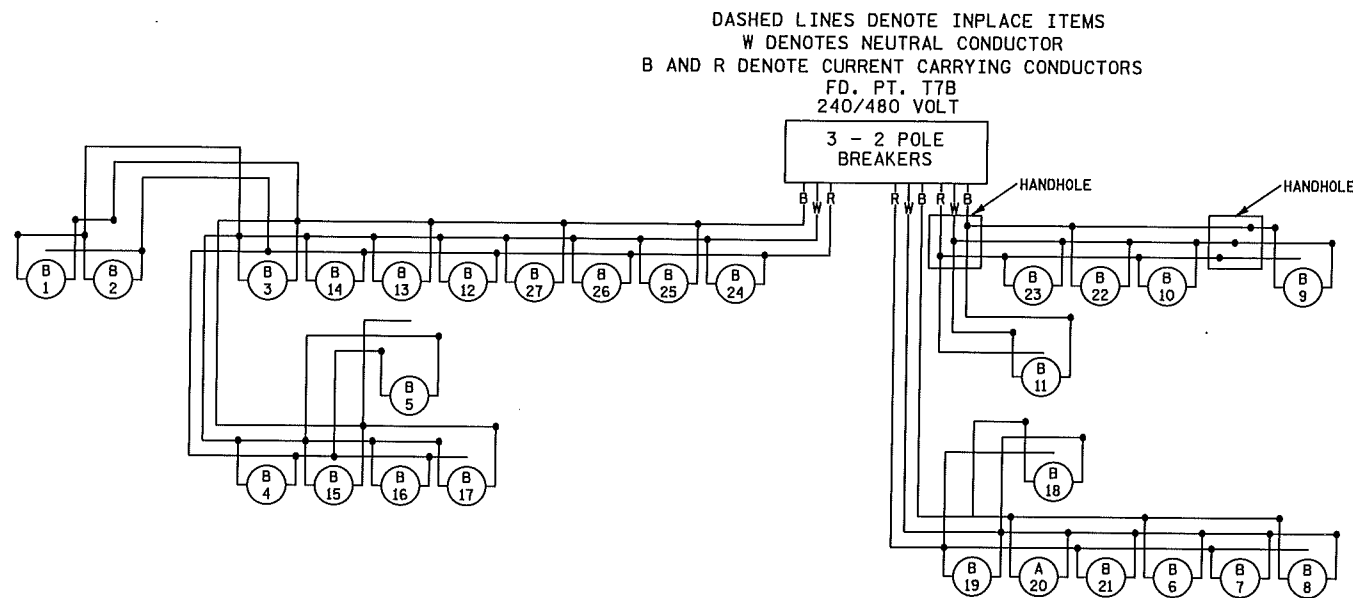 DASHED LINES DENOTE INPLACE ITEMS
W DENOTES NEUTRAL CONDUCTOR
B AND R DENOTE CURRENT CARRYING CONDUCTORS
FD. PT. T7B
240/480 VOLT
3 - 2 POLE
BREAKERS
B W R R W B R W B
HANDHOLE
HANDHOLE
B
1
B
2
B
3
B
14
B
13
B
12
B
27
B
26
B
25
B
24
B
23
B
22
B
10
B
9
B
11
B
5
B
4
B
15
B
16
B
17
B
18
B
19
A
20
B
21
B
6
B
7
B
8